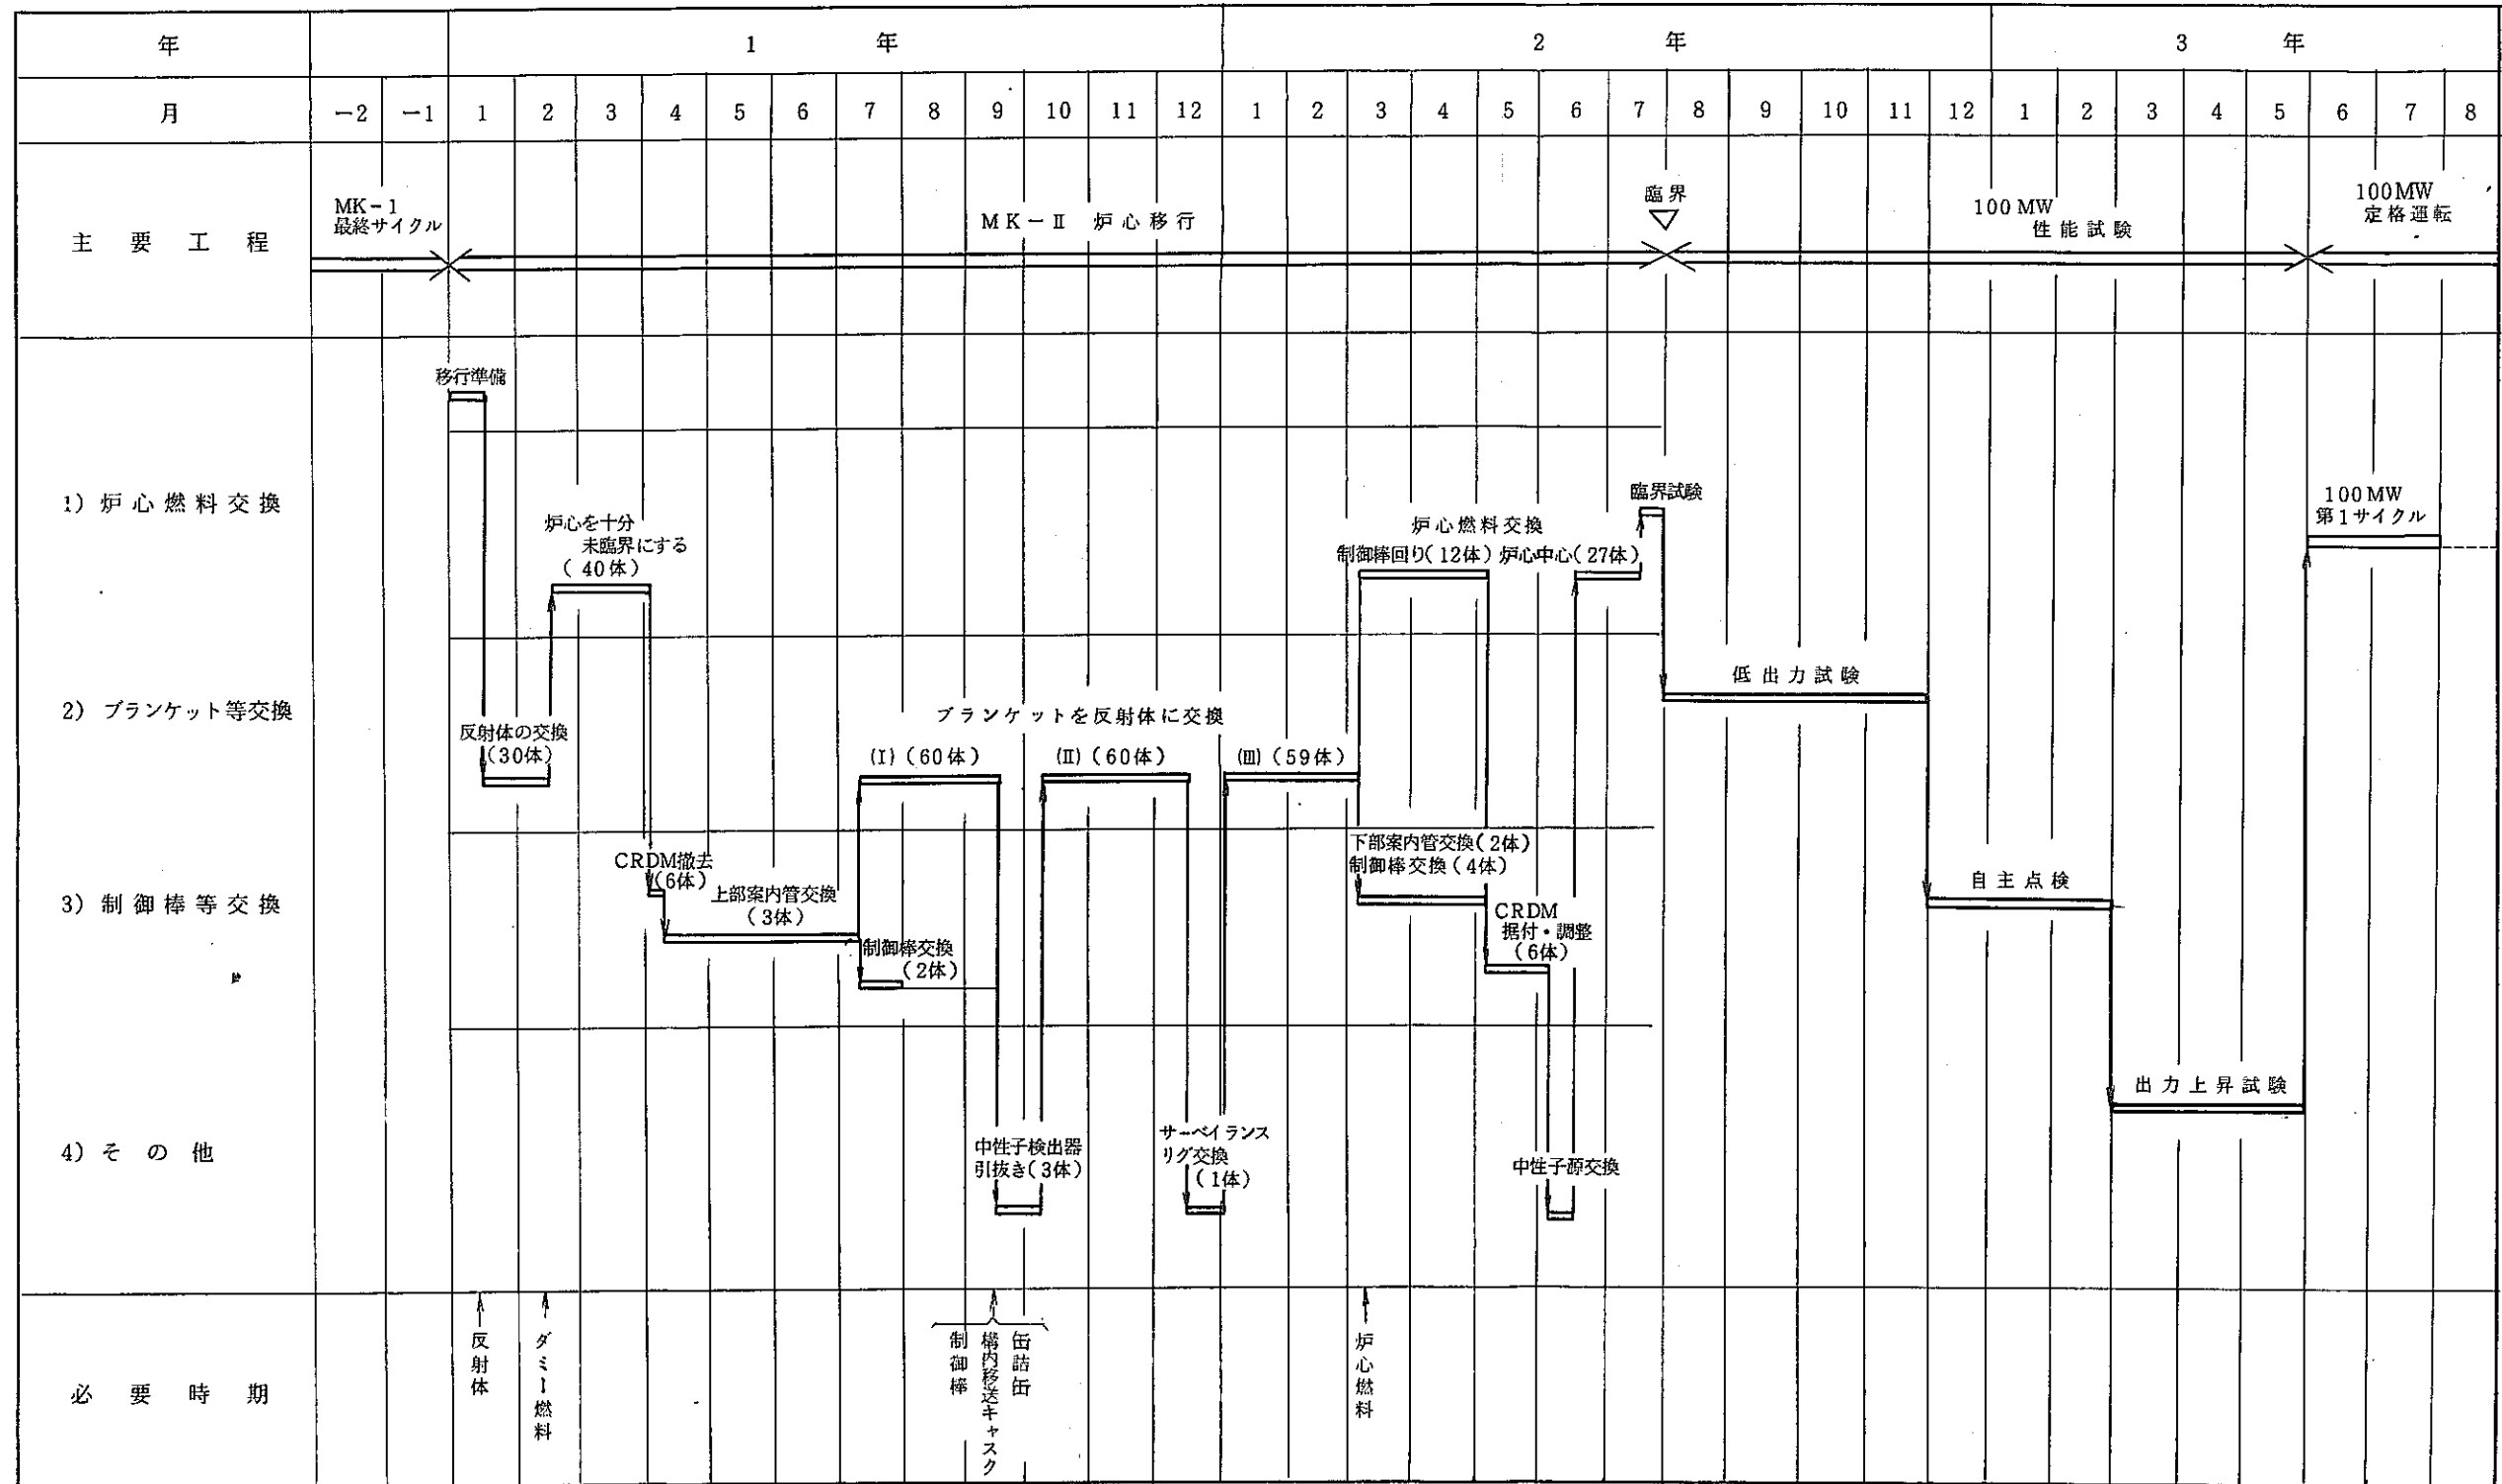 年
1 年
2 年
3 年
月
－2 －1 1 2 3 4 5 6 7 8 9 10 11 12 1 2 3 4 5 6 7 8 9 10 11 12 1 2 3 4 5 6 7 8
主要工程
MK－1
最終サイクル
MK－Ⅱ 炉心移行
臨界
100MW
性能試験
100MW
定格運転
1) 炉心燃料交換
移行準備
炉心を十分
未臨界にする
(40体)
炉心燃料交換
制御棒回り(12体) 炉心中心(27体)
臨界試験
100MW
第1サイクル
2) ブランケット等交換
反射体の交換
(30体)
ブランケットを反射体に交換
(Ⅰ) (60体)
(Ⅱ) (60体)
(Ⅲ) (59体)
低出力試験
3) 制御棒等交換
CRDM撤去
(6体)
上部案内管交換
(3体)
制御棒交換
(2体)
下部案内管交換(2体)
制御棒交換(4体)
CRDM
据付・調整
(6体)
自主点検
4) その他
中性子検出器
引抜き(3体)
サーベイランス
リグ交換
(1体)
中性子源交換
出力上昇試験
必要時期
反射体
ダミー燃料
制御棒
構内移送キャスク
缶詰缶
炉心燃料